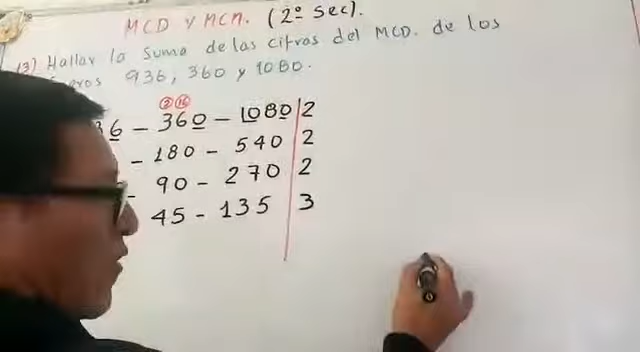 MCD y MCM. (2º Sec).
13) Hallar la suma de las cifras del MCD. de los
936, 360 y 1080.
36 - 360 - 1080 | 2
- 180 - 540 | 2
- 90 - 270 | 2
45 - 135 | 3